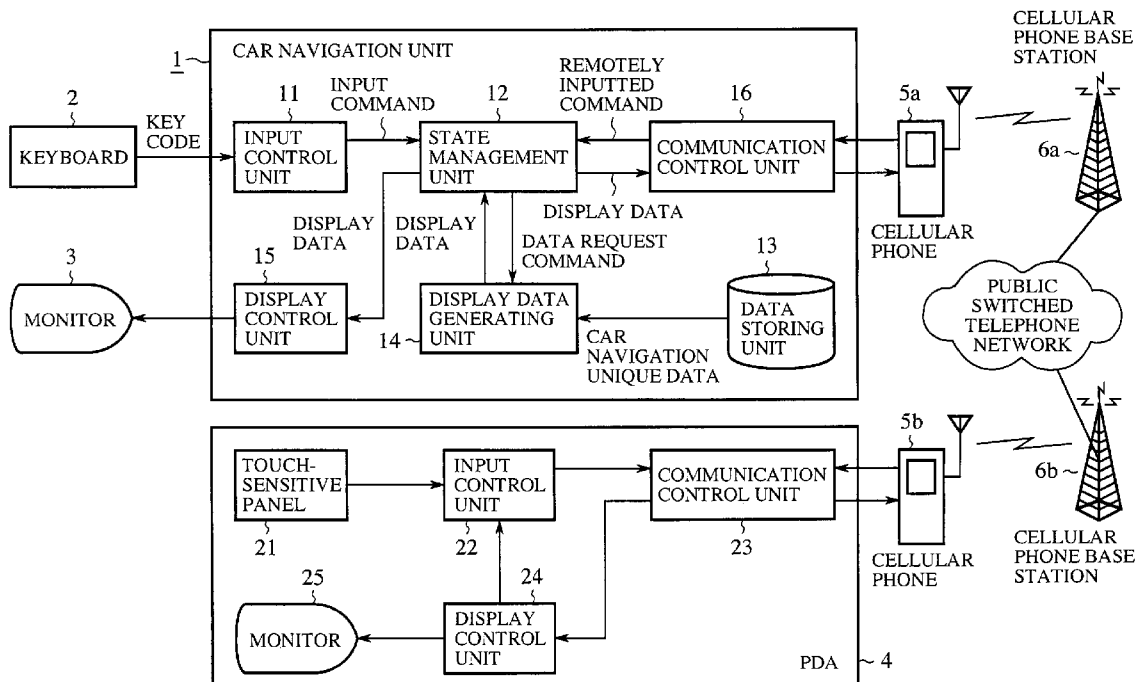 CELLULAR
PHONE BASE
STATION
CAR NAVIGATION UNIT
1
2
KEYBOARD
KEY
CODE
11
INPUT
CONTROL
UNIT
INPUT
COMMAND
12
STATE
MANAGEMENT
UNIT
REMOTELY
INPUTTED
COMMAND
16
COMMUNICATION
CONTROL UNIT
5a
CELLULAR
PHONE
6a
DISPLAY
DATA
DISPLAY
DATA
DISPLAY DATA
DATA REQUEST
COMMAND
3
MONITOR
15
DISPLAY
CONTROL
UNIT
14
DISPLAY DATA
GENERATING
UNIT
CAR
NAVIGATION
UNIQUE DATA
13
DATA
STORING
UNIT
PUBLIC
SWITCHED
TELEPHONE
NETWORK
TOUCH-
SENSITIVE
PANEL
21
INPUT
CONTROL
UNIT
22
COMMUNICATION
CONTROL UNIT
23
5b
CELLULAR
PHONE
6b
CELLULAR
PHONE BASE
STATION
25
MONITOR
24
DISPLAY
CONTROL
UNIT
PDA
4